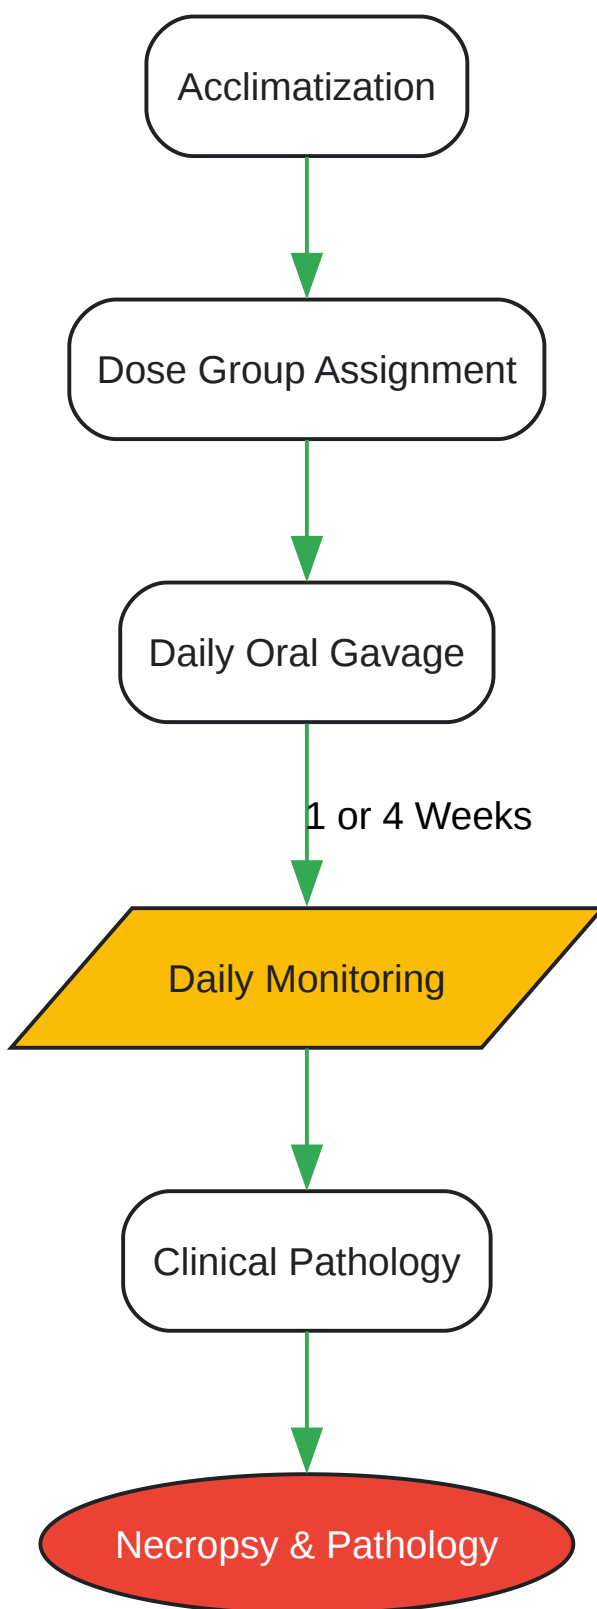 Acclimatization
Dose Group Assignment
Daily Oral Gavage
1 or 4 Weeks
Daily Monitoring
Clinical Pathology
Necropsy & Pathology